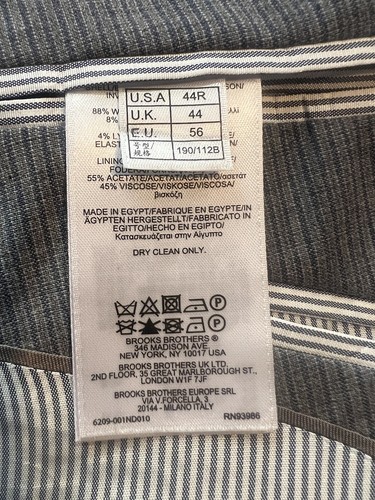 U.S.A 44R
U.K. 44
E.U. 56
号型/规格 190/112B
88% W
8%
4% L
ELAST
LINING
FODERA
55% ACETATE/ACETAT/ACETATO/ασετάτ
45% VISCOSE/VISKOSE/VISCOSA/
βισκόζη
MADE IN EGYPT/FABRIQUE EN EGYPTE/IN
ÄGYPTEN HERGESTELLT/FABBRICATO IN
EGITTO/HECHO EN EGIPTO/
Κατασκευάζεται στην Αίγυπτο
DRY CLEAN ONLY.
BROOKS BROTHERS ®
346 MADISON AVE.
NEW YORK, NY 10017 USA
BROOKS BROTHERS UK LTD.
2ND FLOOR, 35 GREAT MARLBOROUGH ST.,
LONDON W1F 7JF
BROOKS BROTHERS EUROPE SRL
VIA V.FORCELLA, 3
20144 - MILANO ITALY
6209-001ND010 RN93986